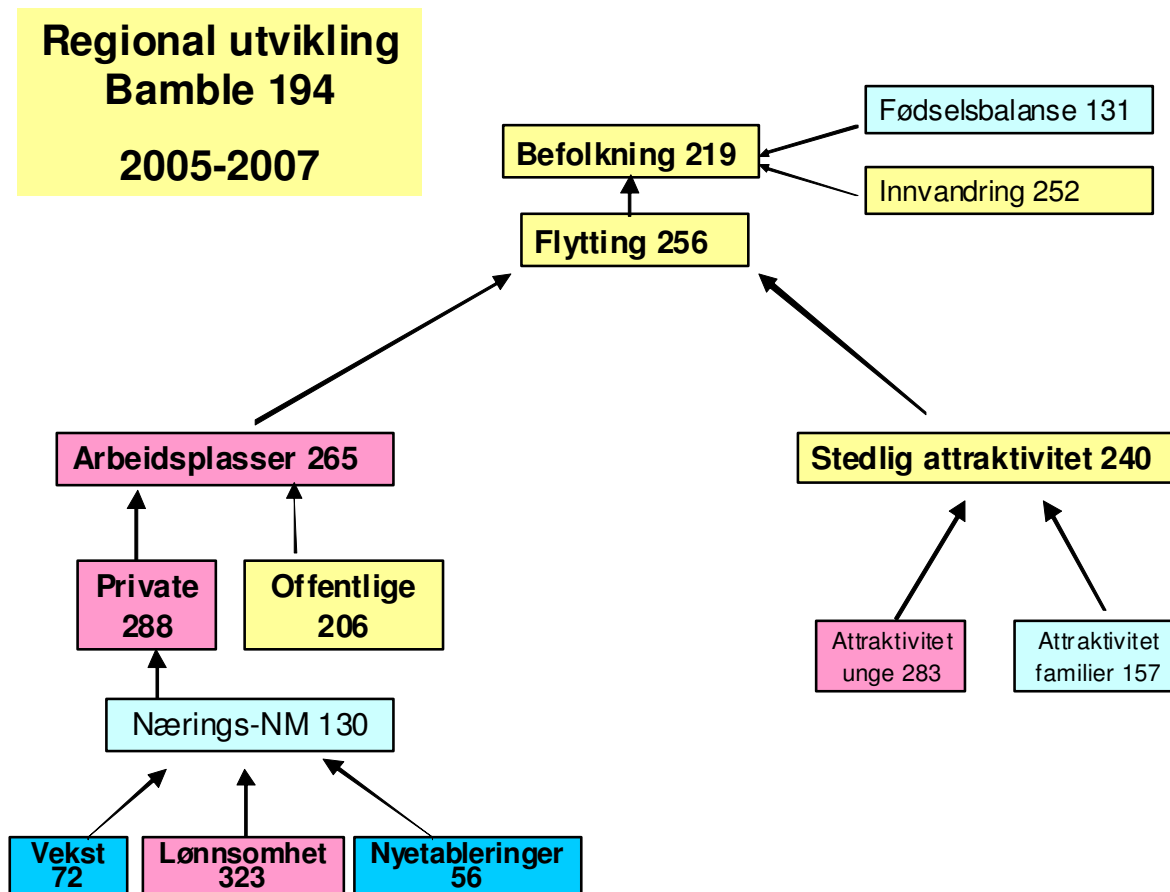 Regional utvikling
Bamble 194
2005-2007
Fødselsbalanse 131
Befolkning 219
Innvandring 252
Flytting 256
Arbeidsplasser 265
Stedlig attraktivitet 240
Private
288
Offentlige
206
Attraktivitet
unge 283
Attraktivitet
familier 157
Nærings-NM 130
Vekst
72
Lønnsomhet
323
Nyetableringer
56